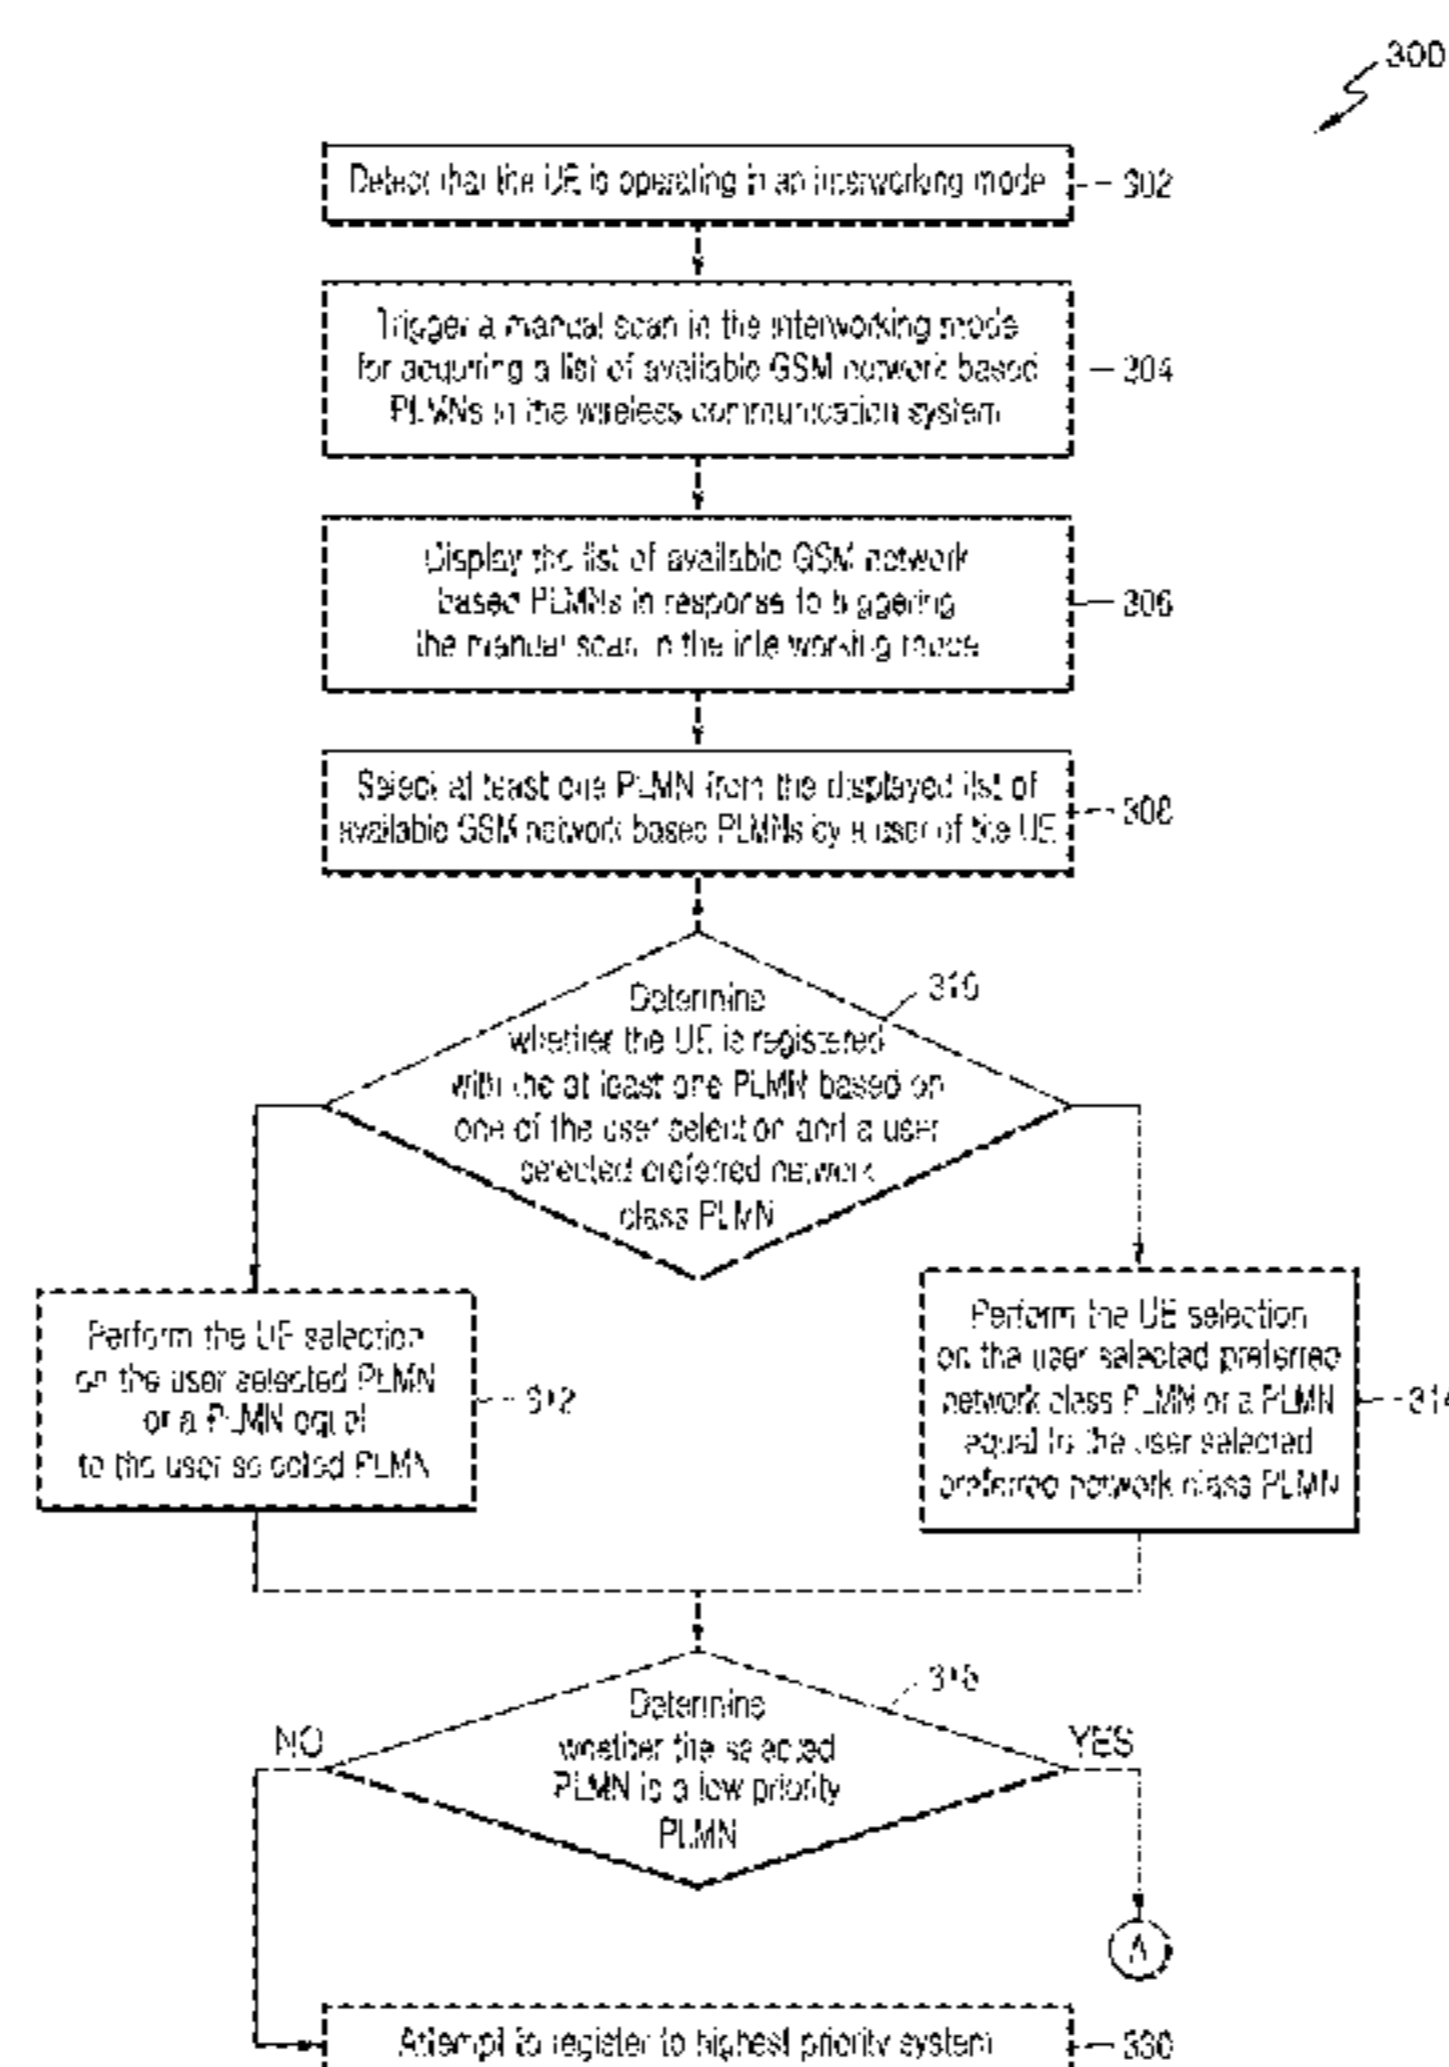 300
Detect that the UE is operating in an interworking mode
302
Trigger a manual scan in the interworking mode
for acquiring a list of available GSM network based
PLMNs in the wireless communication system
304
Display the list of available GSM network
based PLMNs in response to triggering
the manual scan in the working mode
306
Select at least one PLMN from the displayed list of
available GSM network based PLMNs by a user of the UE
308
Determine
whether the UE is registered
with the at least one PLMN based on
one of the user selection and a user
selected preferred network
class PLMN
310
Perform the UE selection
on the user selected PLMN
or a PLMN equal
to the user selected PLMN
312
Perform the UE selection
on the user selected preferred
network class PLMN or a PLMN
equal to the user selected
preferred network class PLMN
314
Determine
whether the selected
PLMN is a low priority
PLMN
NO
YES
A
Attempt to register to highest priority system
330